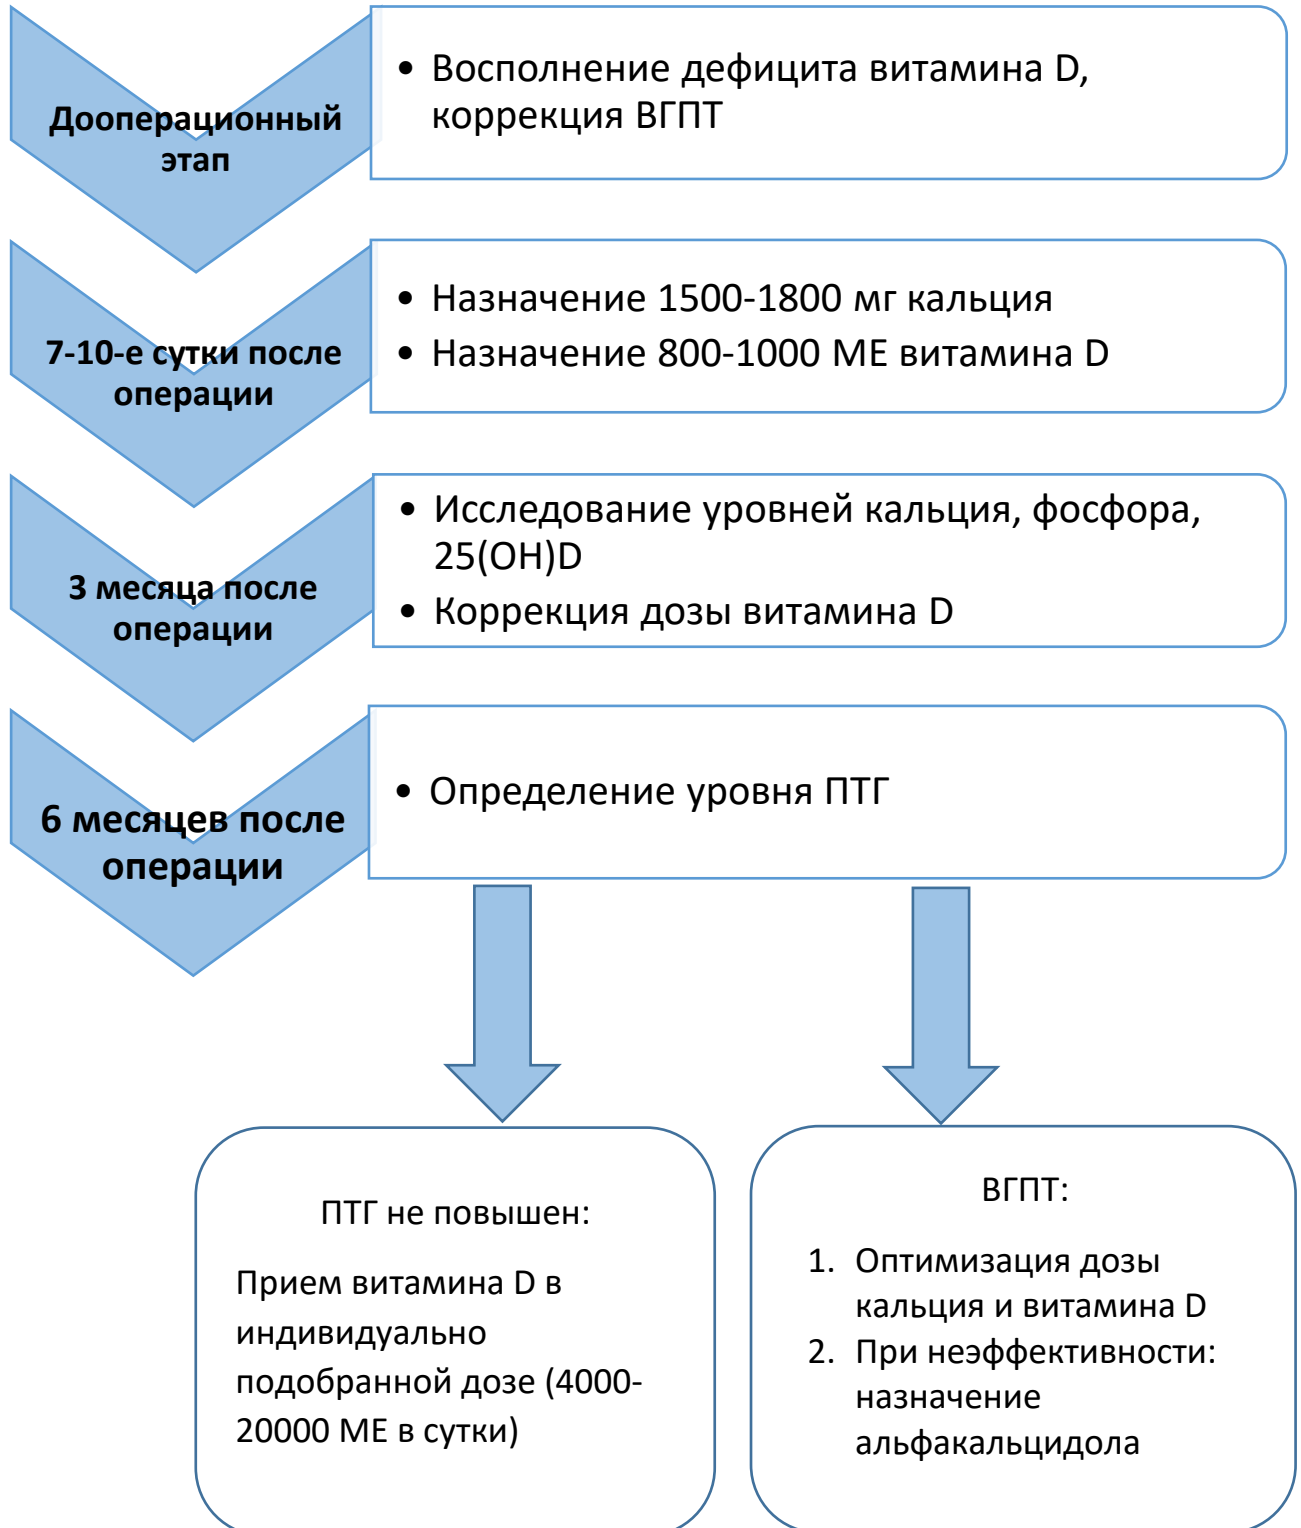 Дооперационный
этап
• Восполнение дефицита витамина D,
коррекция ВГПТ
7-10-е сутки после
операции
• Назначение 1500-1800 мг кальция
• Назначение 800-1000 МЕ витамина D
3 месяца после
операции
• Исследование уровней кальция, фосфора,
25(OH)D
• Коррекция дозы витамина D
6 месяцев после
операции
• Определение уровня ПТГ
ПТГ не повышен:
Прием витамина D в
индивидуально
подобранной дозе (4000-
20000 МЕ в сутки)
ВГПТ:
1. Оптимизация дозы
кальция и витамина D
2. При неэффективности:
назначение
альфакальцидола